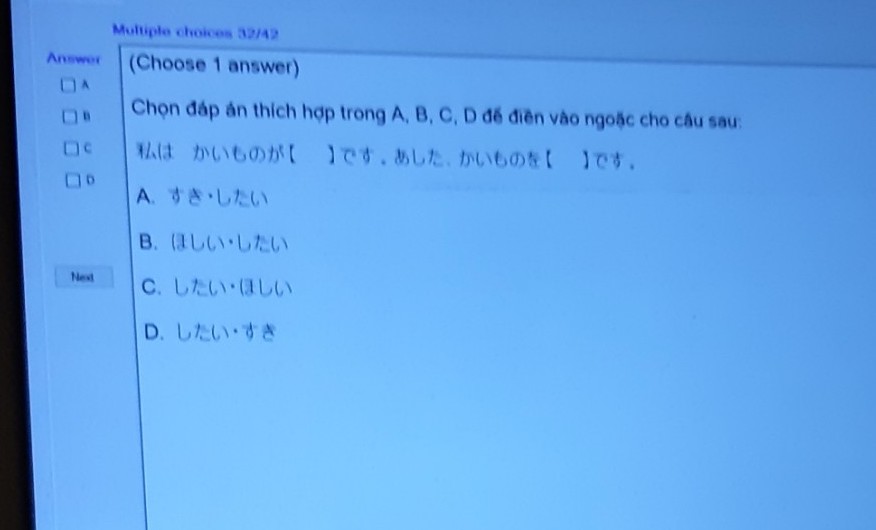 Multiple choices 32/42
Answer
(Choose 1 answer)
A
B
C
D
Next
Chọn đáp án thích hợp trong A, B, C, D để điền vào ngoặc cho câu sau:
私は かいものが【 】です。あした、かいものを【 】です。
A. すき・したい
B. ほしい・したい
C. したい・ほしい
D. したい・すき